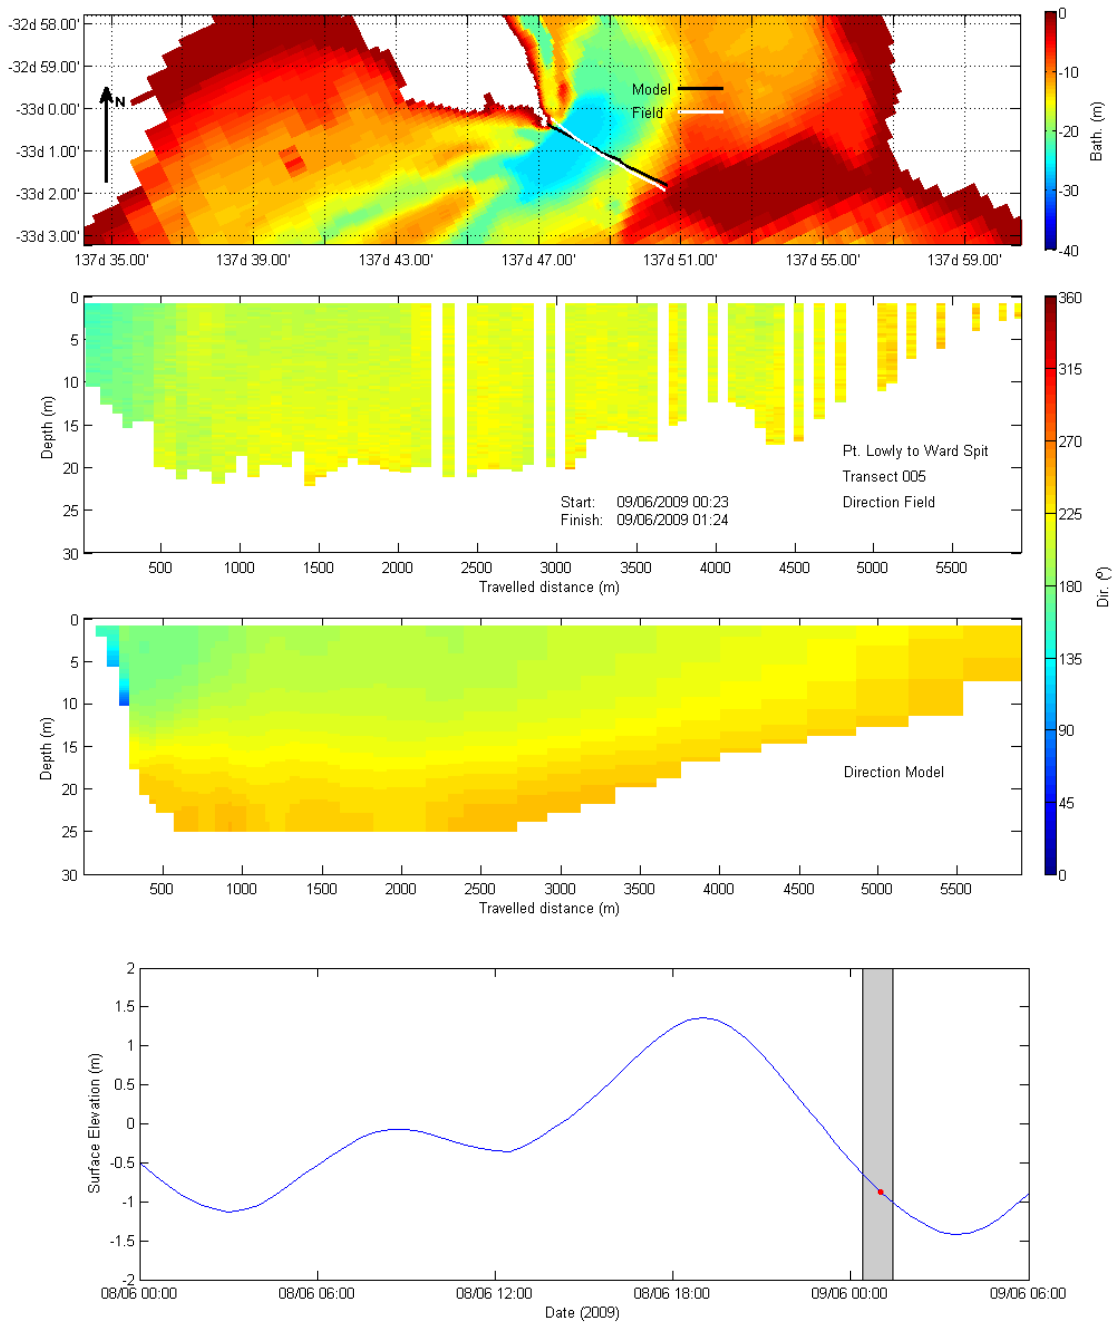 -32d 58.00'
-32d 59.00'
-33d 0.00'
-33d 1.00'
-33d 2.00'
-33d 3.00'
N
Model
Field
137d 35.00' 137d 39.00' 137d 43.00' 137d 47.00' 137d 51.00' 137d 55.00' 137d 59.00'
0
-10
-20
-30
-40
Bath. (m)
0
5
10
15
20
25
30
Depth (m)
Pt. Lowly to Ward Spit
Transect 005
Direction Field
Start: 09/06/2009 00:23
Finish: 09/06/2009 01:24
500 1000 1500 2000 2500 3000 3500 4000 4500 5000 5500
Travelled distance (m)
360
315
270
225
180
135
90
45
0
Dir. (º)
0
5
10
15
20
25
30
Depth (m)
Direction Model
500 1000 1500 2000 2500 3000 3500 4000 4500 5000 5500
Travelled distance (m)
2
1.5
1
0.5
0
-0.5
-1
-1.5
-2
Surface Elevation (m)
08/06 00:00 08/06 06:00 08/06 12:00 08/06 18:00 09/06 00:00 09/06 06:00
Date (2009)